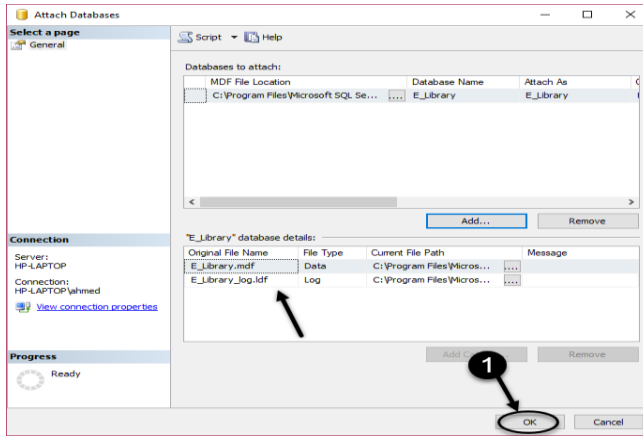 Attach Databases
Select a page
General
Script Help
Databases to attach:
MDF File Location Database Name Attach As
C:\Program Files\Microsoft SQL Se... .... E_Library E_Library
Add... Remove
"E_Library" database details:
Original File Name File Type Current File Path Message
E_Library.mdf Data C:\Program Files\Micros... ....
E_Library_log.ldf Log C:\Program Files\Micros... ....
Connection
Server:
HP-LAPTOP
Connection:
HP-LAPTOP\ahmed
View connection properties
Progress
Ready
Add Remove
1
OK Cancel